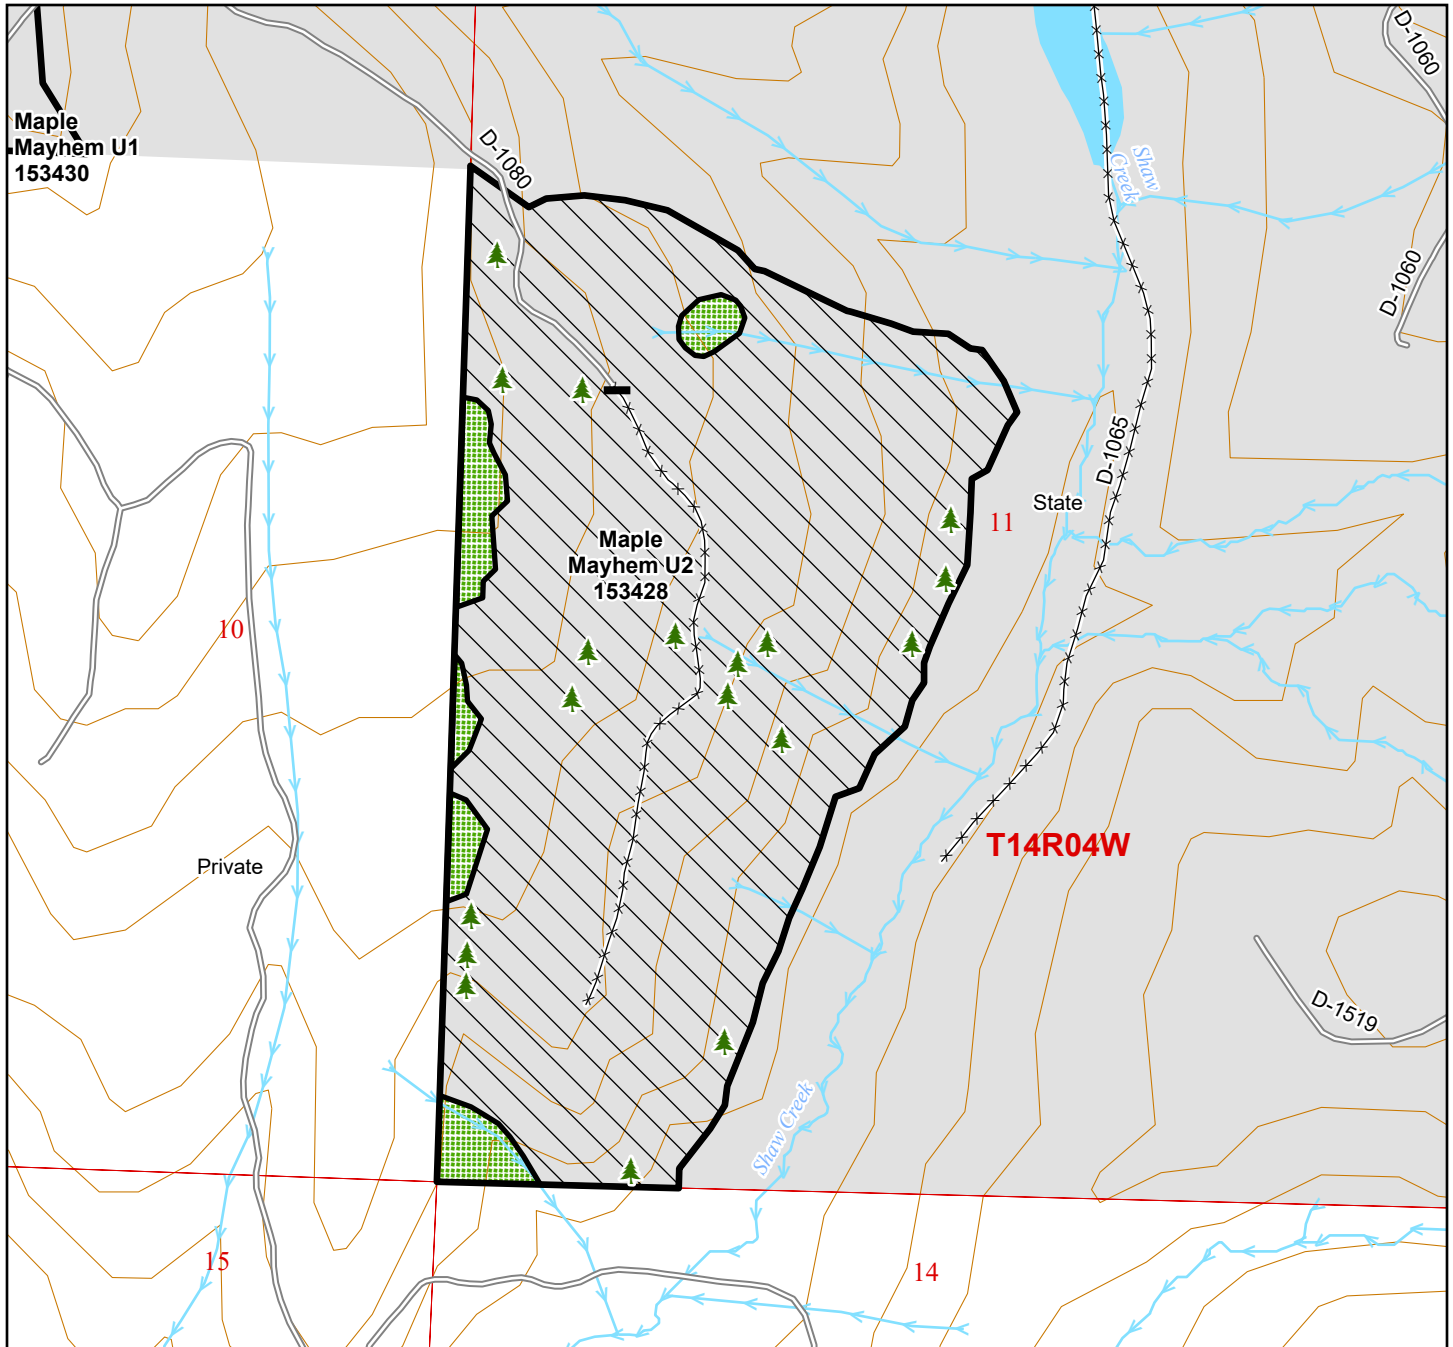 D-1060
Maple
Mayhem U1
153430
D-1080
Shaw
Creek
D-1060
D-1065
State
11
Maple
Mayhem U2
153428
10
T14R04W
Private
D-1519
Shaw Creek
15
14